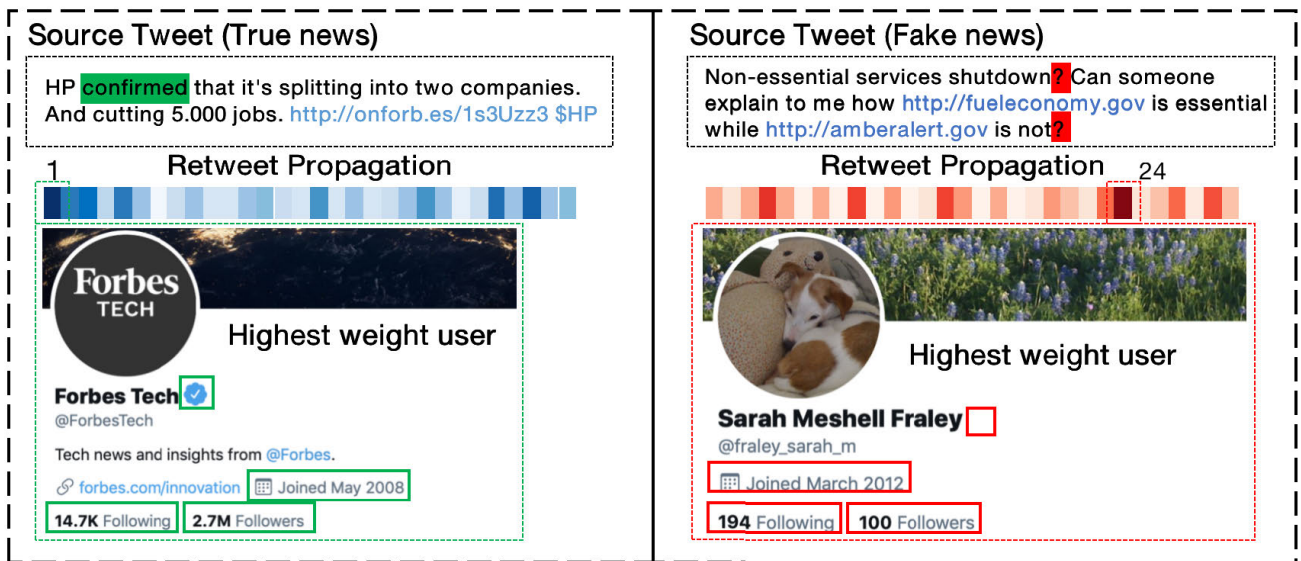 Source Tweet (True news)
HP confirmed that it's splitting into two companies.
And cutting 5.000 jobs. http://onforb.es/1s3Uzz3 $HP
Retweet Propagation
1
Forbes
TECH
Highest weight user
Forbes Tech
@ForbesTech
Tech news and insights from @Forbes.
forbes.com/innovation Joined May 2008
14.7K Following 2.7M Followers
Source Tweet (Fake news)
Non-essential services shutdown? Can someone
explain to me how http://fueleconomy.gov is essential
while http://amberalert.gov is not?
Retweet Propagation
24
Highest weight user
Sarah Meshell Fraley
@fraley_sarah_m
Joined March 2012
194 Following 100 Followers